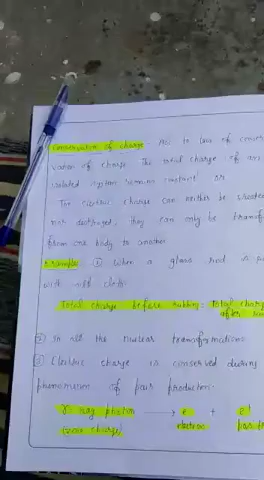 Conservation of charge:- Acc to law of conser-
vation of charge. The total charge of an
isolated system remains constant or
The electric charge can neither be created
nor destroyed, they can only be transf
from one body to another
Examples ① When a glass rod is
with silk cloth.
Total charge before rubbing = Total charge
after
② In all the nuclear transformations
③ Electric charge is conserved during
phenomenon of pair production.
γ ray photon → e⁻ + e⁺
(zero charge) electron